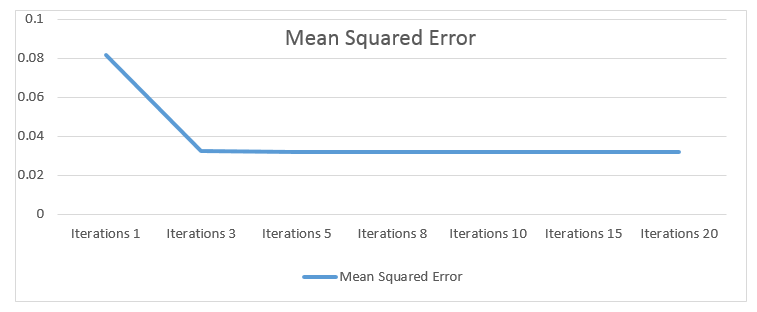 Mean Squared Error
0.1
0.08
0.06
0.04
0.02
0
Iterations 1 Iterations 3 Iterations 5 Iterations 8 Iterations 10 Iterations 15 Iterations 20
Mean Squared Error